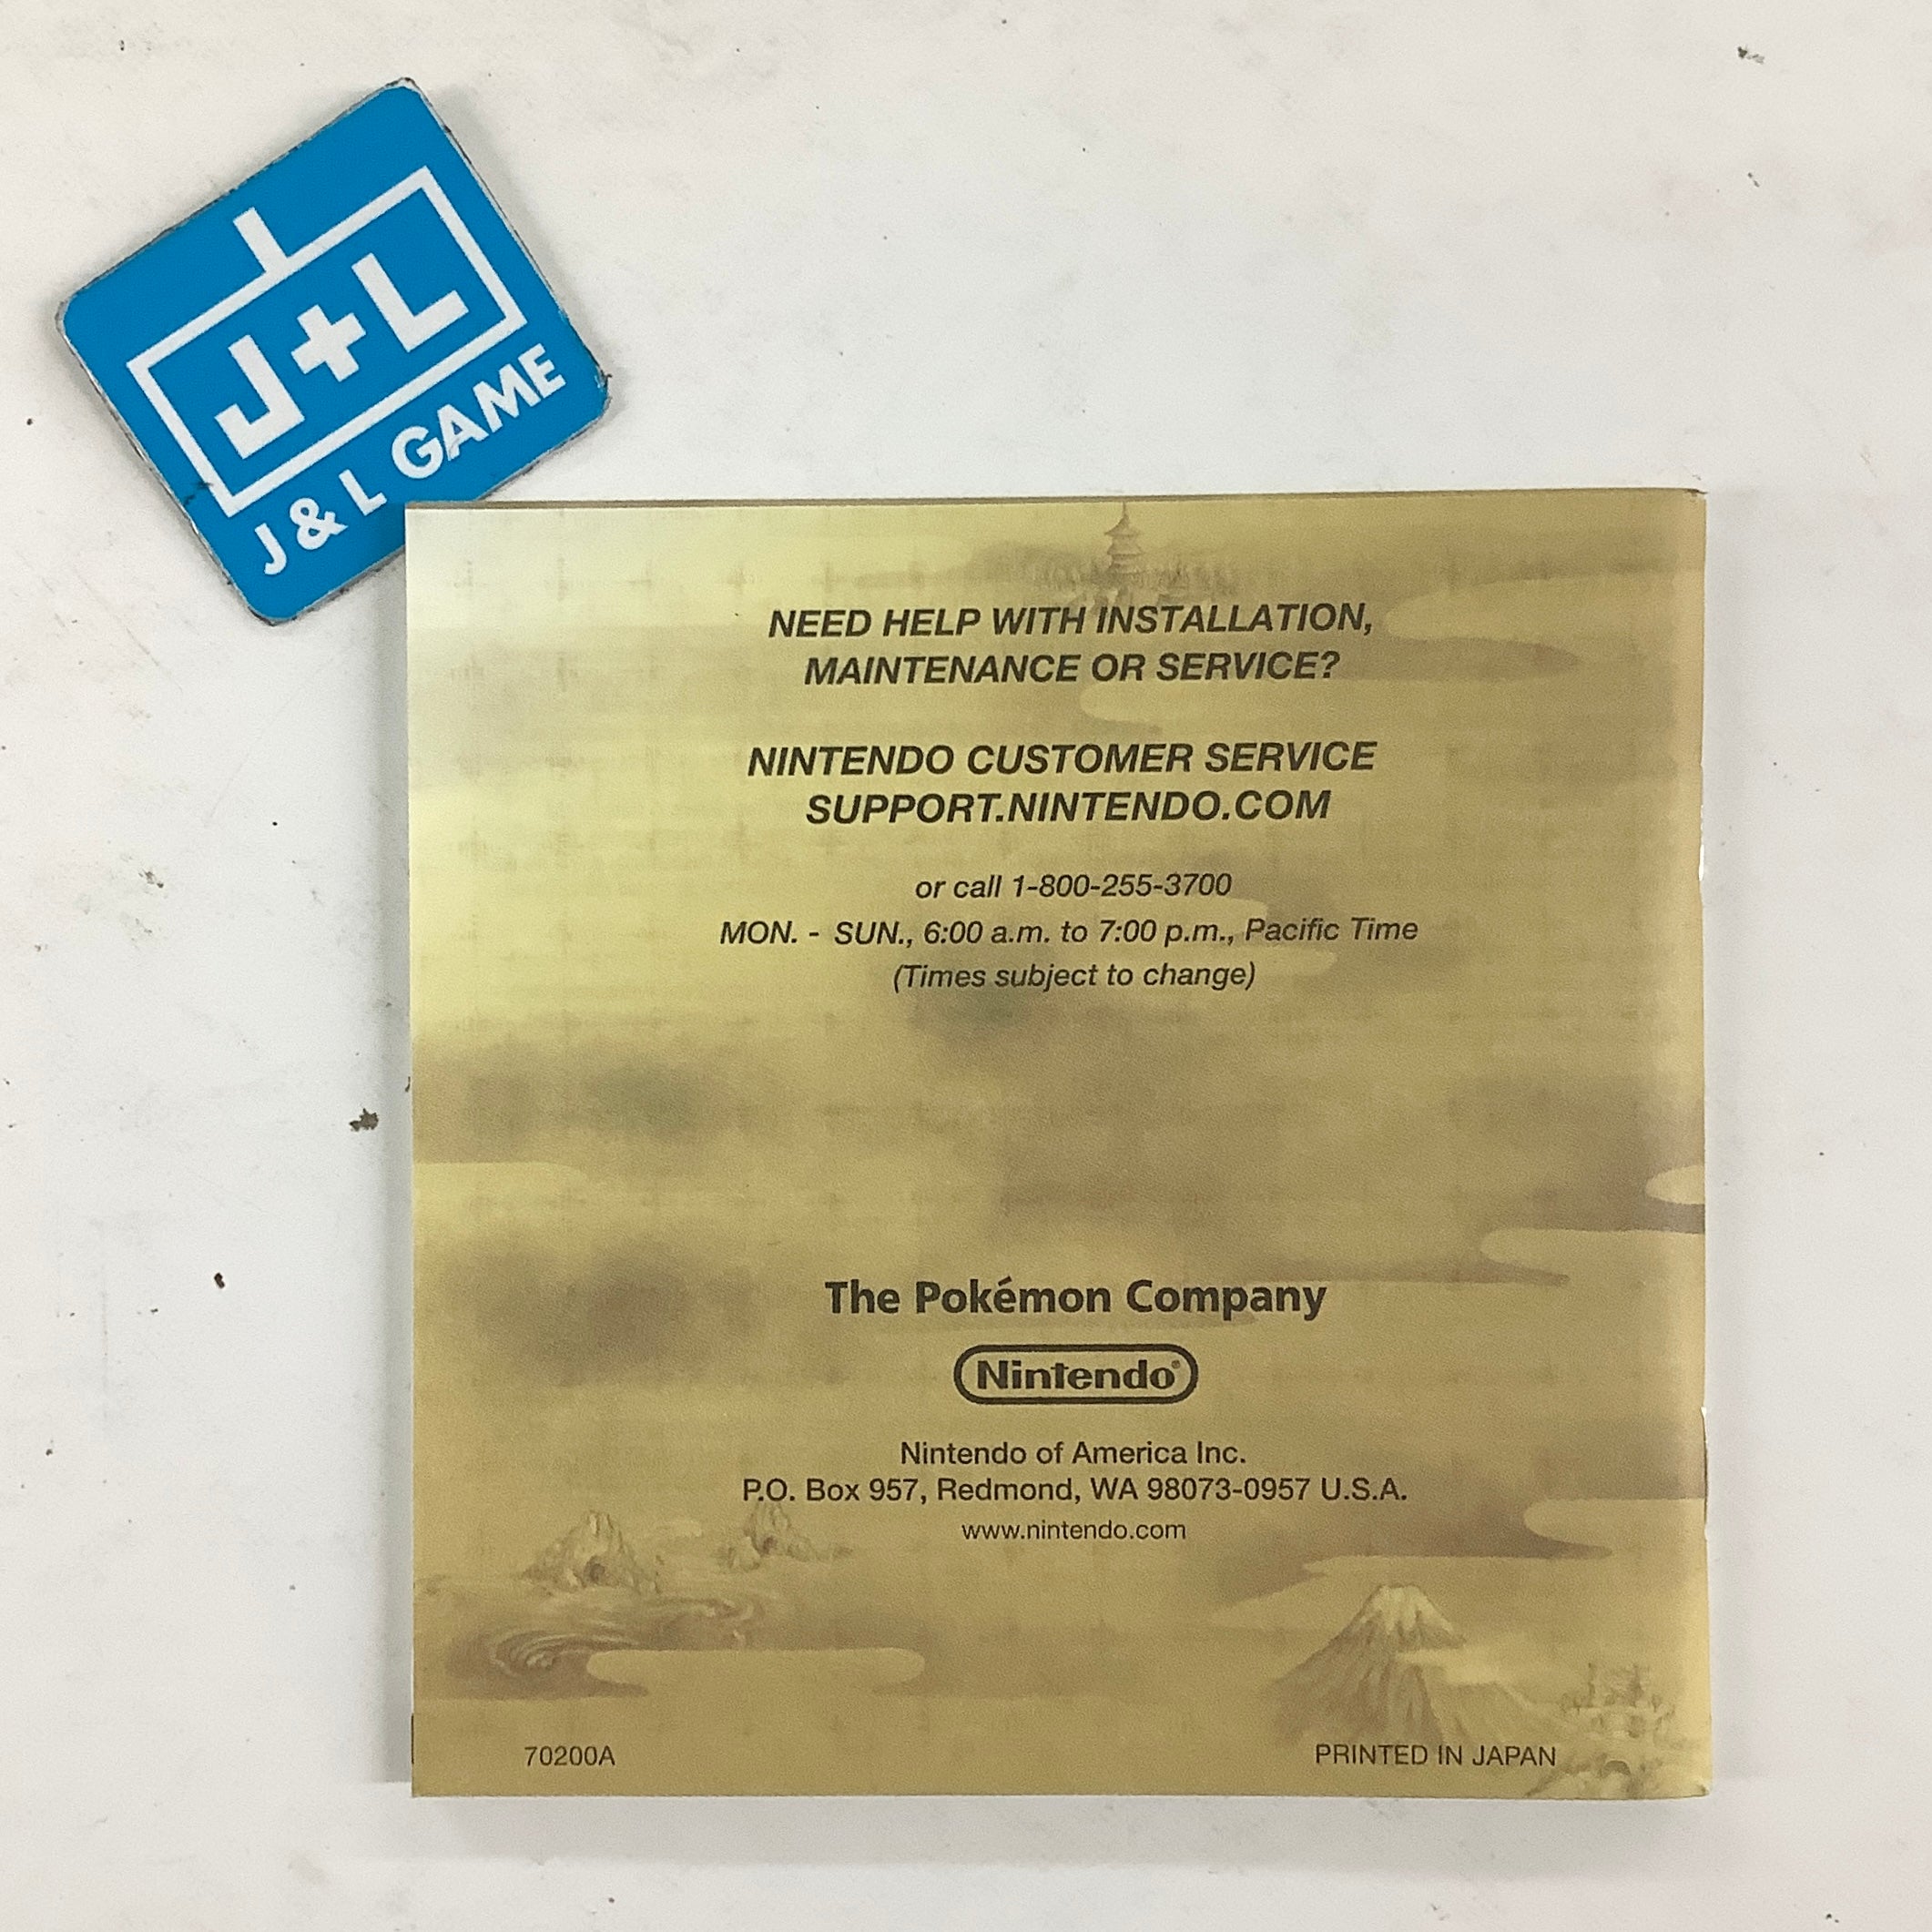 J+L
J & L GAME
NEED HELP WITH INSTALLATION,
MAINTENANCE OR SERVICE?
NINTENDO CUSTOMER SERVICE
SUPPORT.NINTENDO.COM
or call 1-800-255-3700
MON. - SUN., 6:00 a.m. to 7:00 p.m., Pacific Time
(Times subject to change)
The Pokémon Company
Nintendo®
Nintendo of America Inc.
P.O. Box 957, Redmond, WA 98073-0957 U.S.A.
www.nintendo.com
70200A
PRINTED IN JAPAN